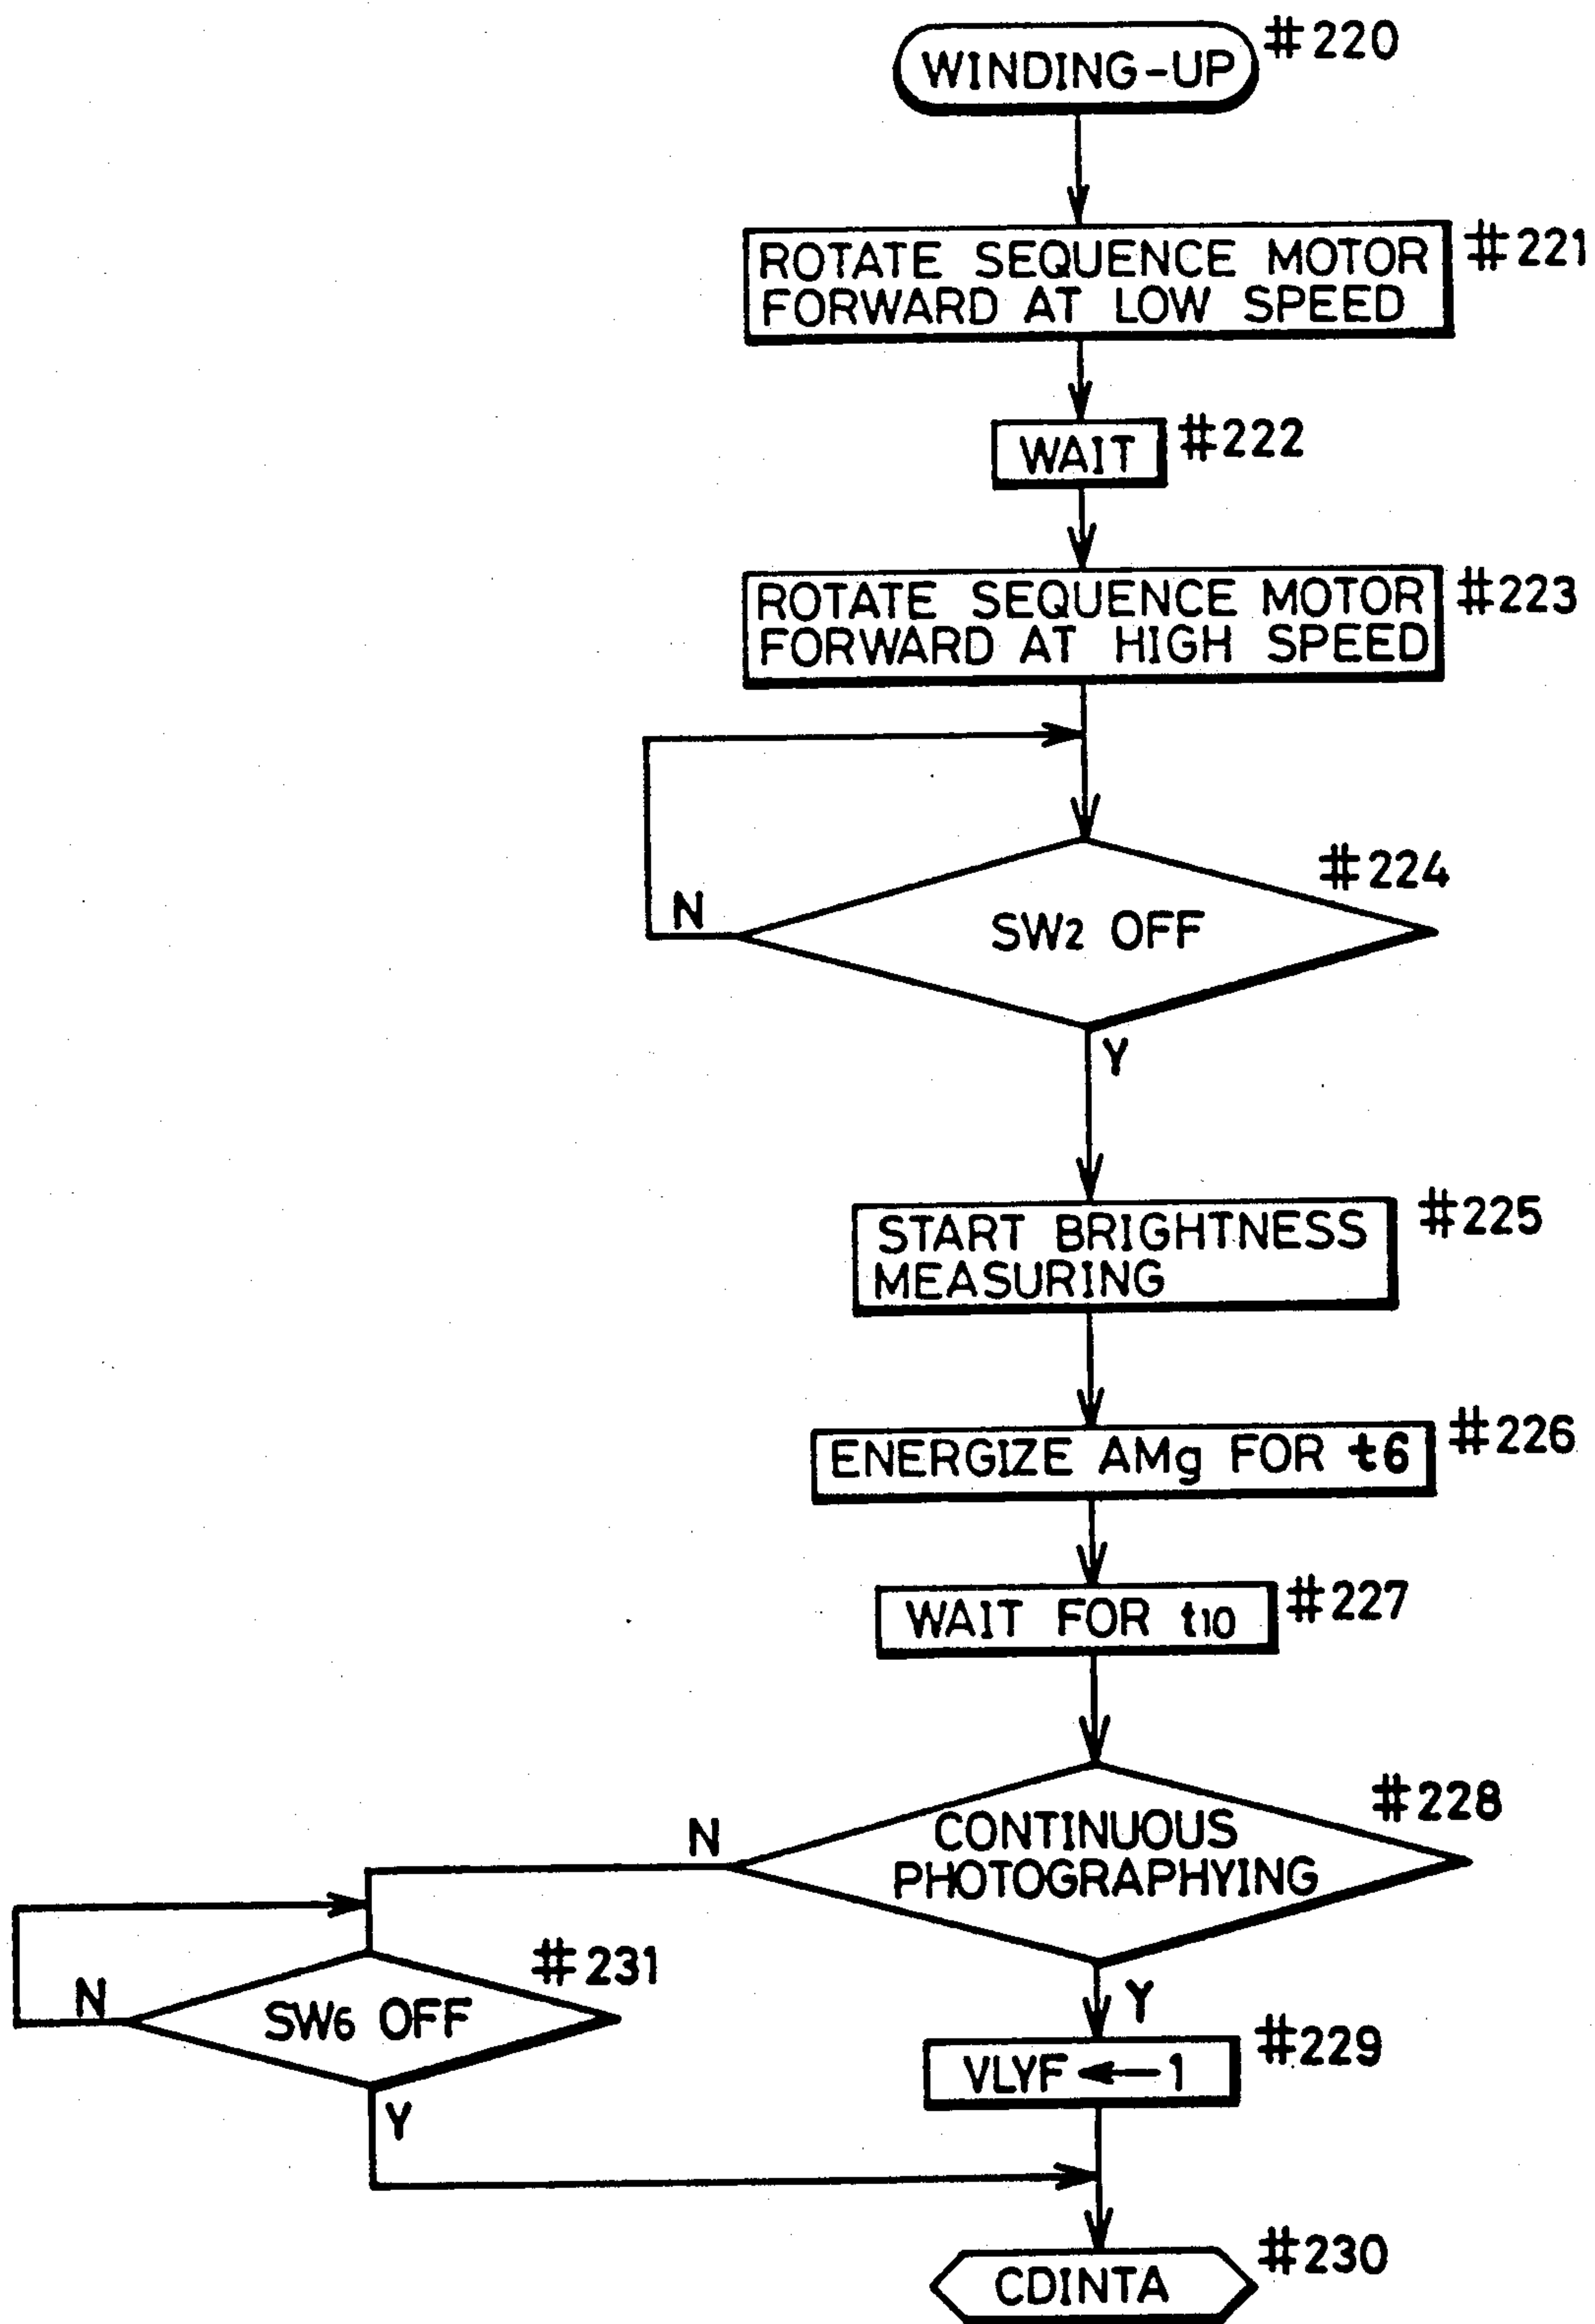 WINDING-UP #220
ROTATE SEQUENCE MOTOR #221
FORWARD AT LOW SPEED
WAIT #222
ROTATE SEQUENCE MOTOR #223
FORWARD AT HIGH SPEED
#224
N
SW2 OFF
Y
START BRIGHTNESS #225
MEASURING
ENERGIZE AMg FOR t6 #226
WAIT FOR t10 #227
#228
N
CONTINUOUS
PHOTOGRAPHYING
#231
N
SW6 OFF
Y
Y
VLYF←1 #229
CDINTA #230